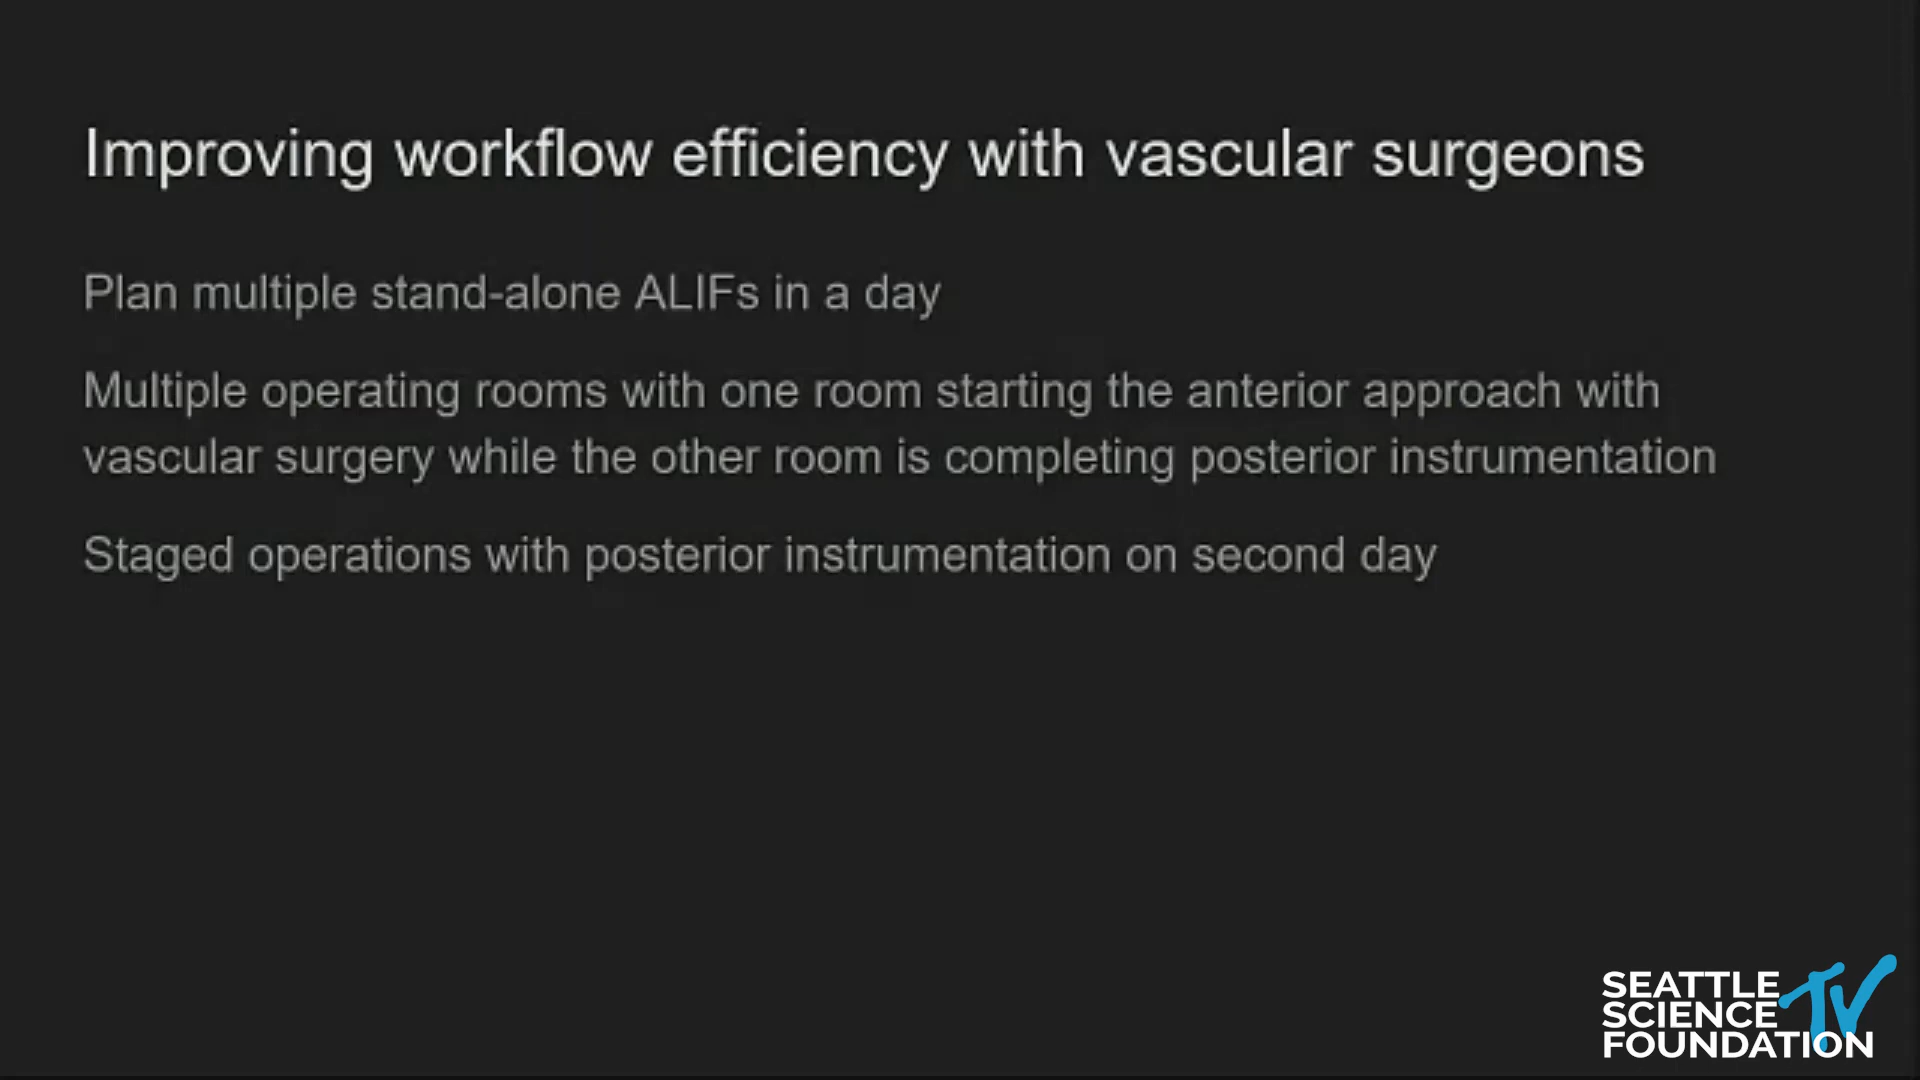 Improving workflow efficiency with vascular surgeons
Plan multiple stand-alone ALIFs in a day
Multiple operating rooms with one room starting the anterior approach with
vascular surgery while the other room is completing posterior instrumentation
Staged operations with posterior instrumentation on second day
SEATTLE
SCIENCE
FOUNDATION
TV